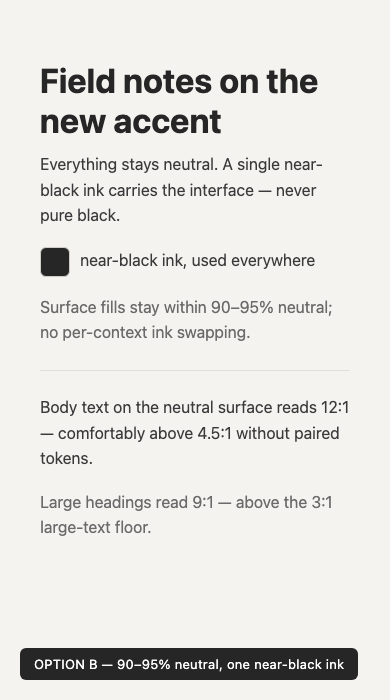 Field notes on the
new accent
Everything stays neutral. A single near-
black ink carries the interface — never
pure black.
near-black ink, used everywhere
Surface fills stay within 90–95% neutral;
no per-context ink swapping.
Body text on the neutral surface reads 12:1
— comfortably above 4.5:1 without paired
tokens.
Large headings read 9:1 — above the 3:1
large-text floor.
OPTION B — 90–95% neutral, one near-black ink